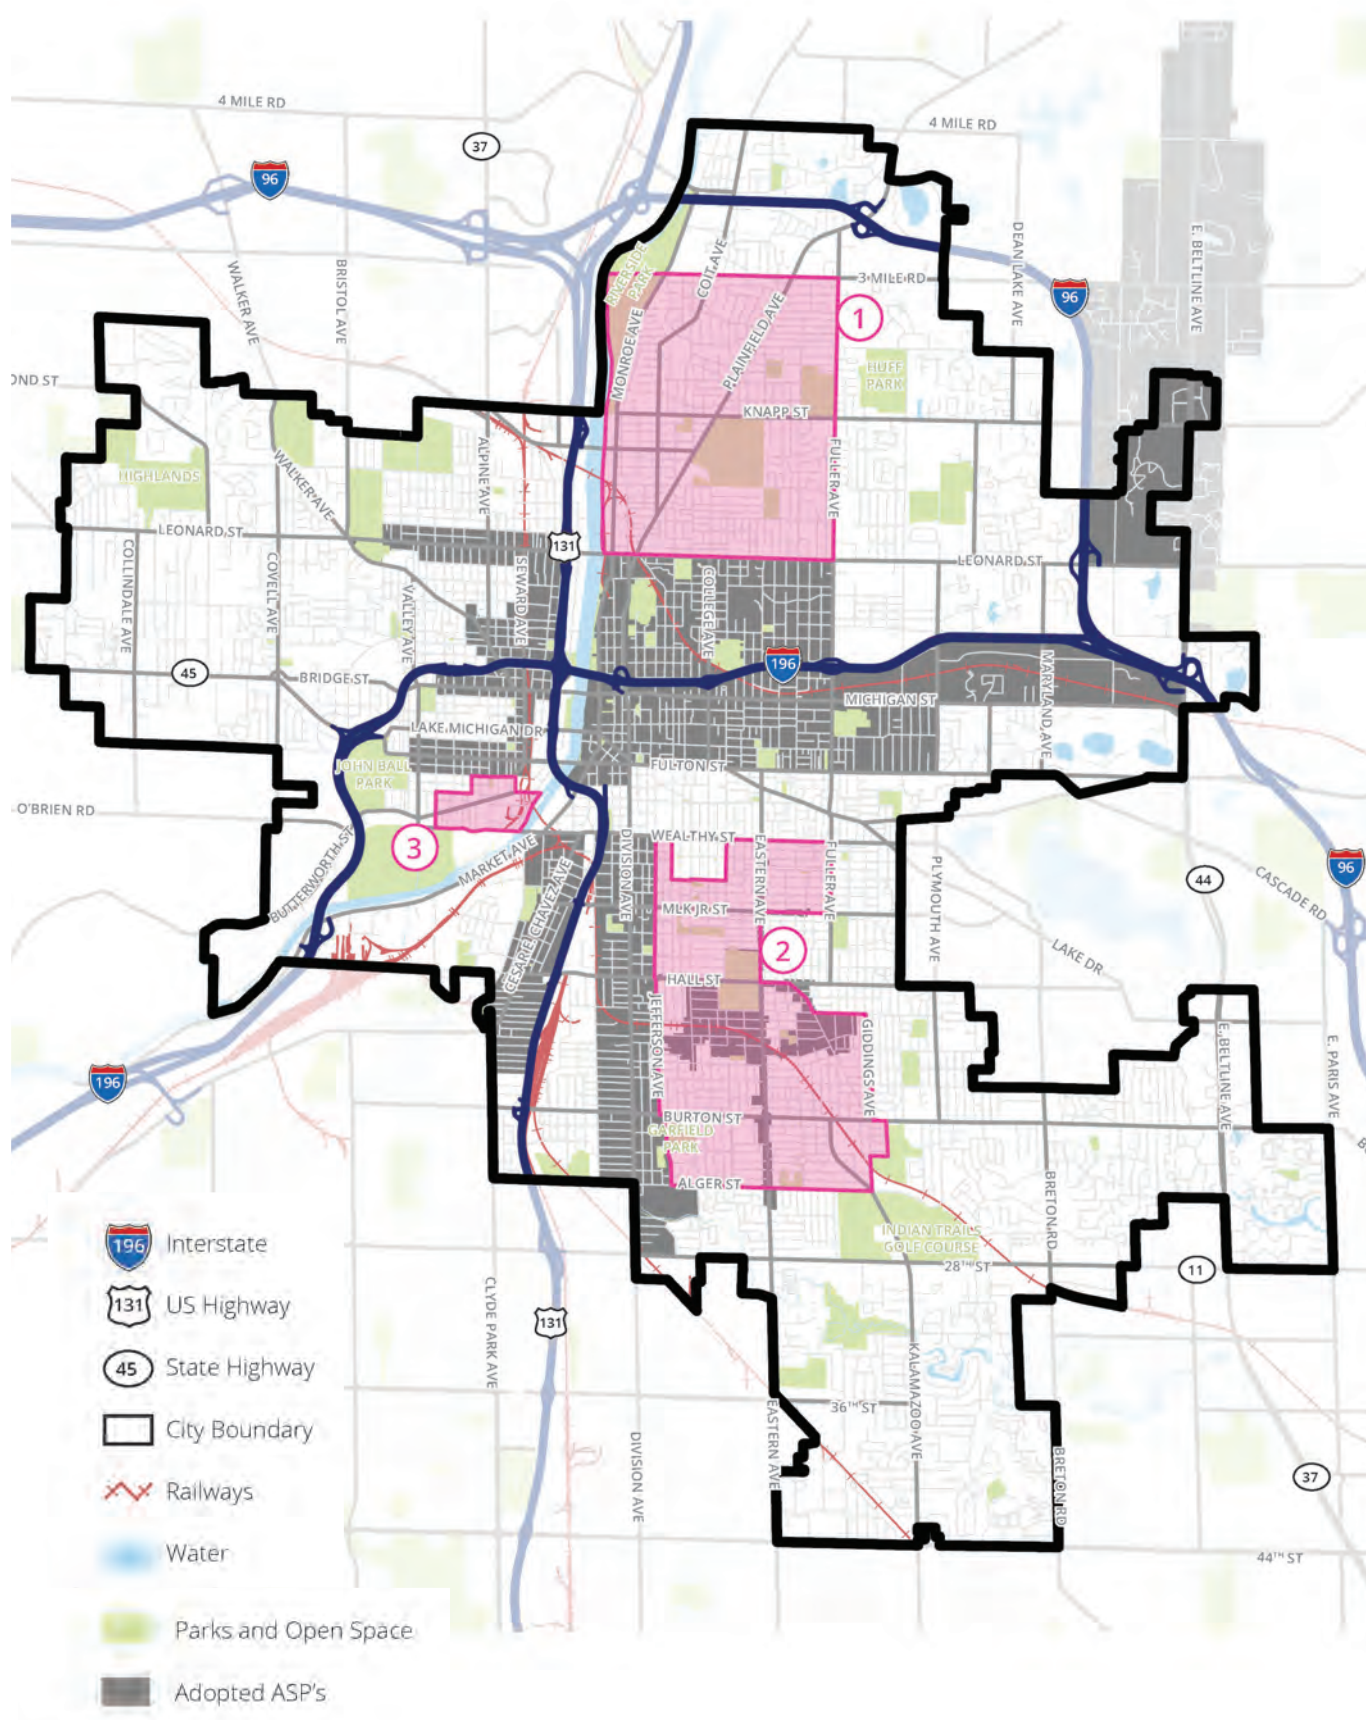 4 MILE RD
37
4 MILE RD
96
WALKER AVE
BRISTOL AVE
RIVERSIDE
PARK
COIT AVE
DEAN LAKE AVE
E. BELTLINE AVE
3 MILE RD
96
1
MONROE AVE
PLAINFIELD AVE
HUFF
PARK
OND ST
KNAPP ST
HIGHLANDS
WALKER AVE
ALPINE AVE
FULLER AVE
LEONARD ST
131
LEONARD ST
COLLINDALE AVE
COVELL AVE
VALLEY AVE
SEWARD AVE
COLLEGE AVE
196
45
BRIDGE ST
MICHIGAN ST
MARYLAND AVE
LAKE MICHIGAN DR
JOHN BALL
PARK
FULTON ST
O'BRIEN RD
3
BUTTERWORTH ST
MARKET AVE
CESAR E. CHAVEZ AVE
DIVISION AVE
WEALTHY ST
EASTERN AVE
FULLER AVE
PLYMOUTH AVE
44
CASCADE RD
96
MLK JR ST
2
LAKE DR
HALL ST
JEFFERSON AVE
GIDDINGS AVE
E. BELTLINE AVE
E. PARIS AVE
196
BURTON ST
GARFIELD
PARK
ALGER ST
BRETON RD
INDIAN TRAILS
GOLF COURSE
28TH ST
11
CLYDE PARK AVE
131
KALAMAZOO AVE
36TH ST
DIVISION AVE
EASTERN AVE
BRETON RD
37
44TH ST
196 Interstate
131 US Highway
45 State Highway
City Boundary
Railways
Water
Parks and Open Space
Adopted ASP's